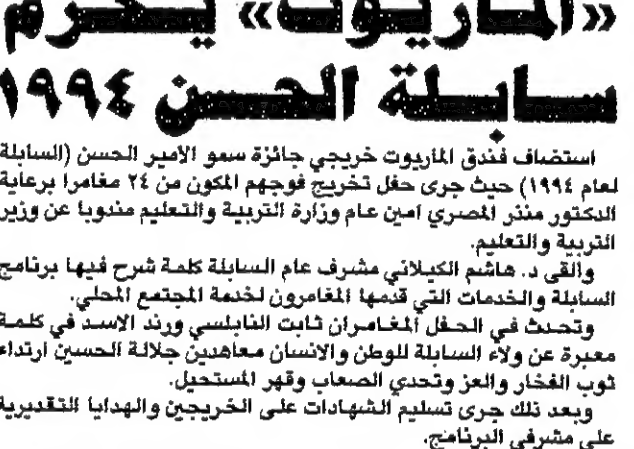 «الماريوت» يكرم
سابلة الحسن ١٩٩٤
استضاف فندق الماريوت خريجي جائزة سمو الامير الحسن (السابلة
لعام ١٩٩٤) حيث جرى حفل تخريج فوجهم المكون من ٢٤ مغامرا برعاية
الدكتور منذر المصري امين عام وزارة التربية والتعليم مندوبا عن وزير
التربية والتعليم.
والقى د. هاشم الكيلاني مشرف عام السابلة كلمة شرح فيها برنامج
السابلة والخدمات التي قدمها المغامرون لخدمة المجتمع المحلي.
وتحدث في الحفل المغامران ثابت النابلسي ورند الاسد في كلمة
معبرة عن ولاء السابلة للوطن والانسان معاهدين جلالة الحسين ارتداء
ثوب الفخار والعز وتحدي الصعاب وقهر المستحيل.
وبعد ذلك جرى تسليم الشهادات على الخريجين والهدايا التقديرية
على مشرفي البرنامج.